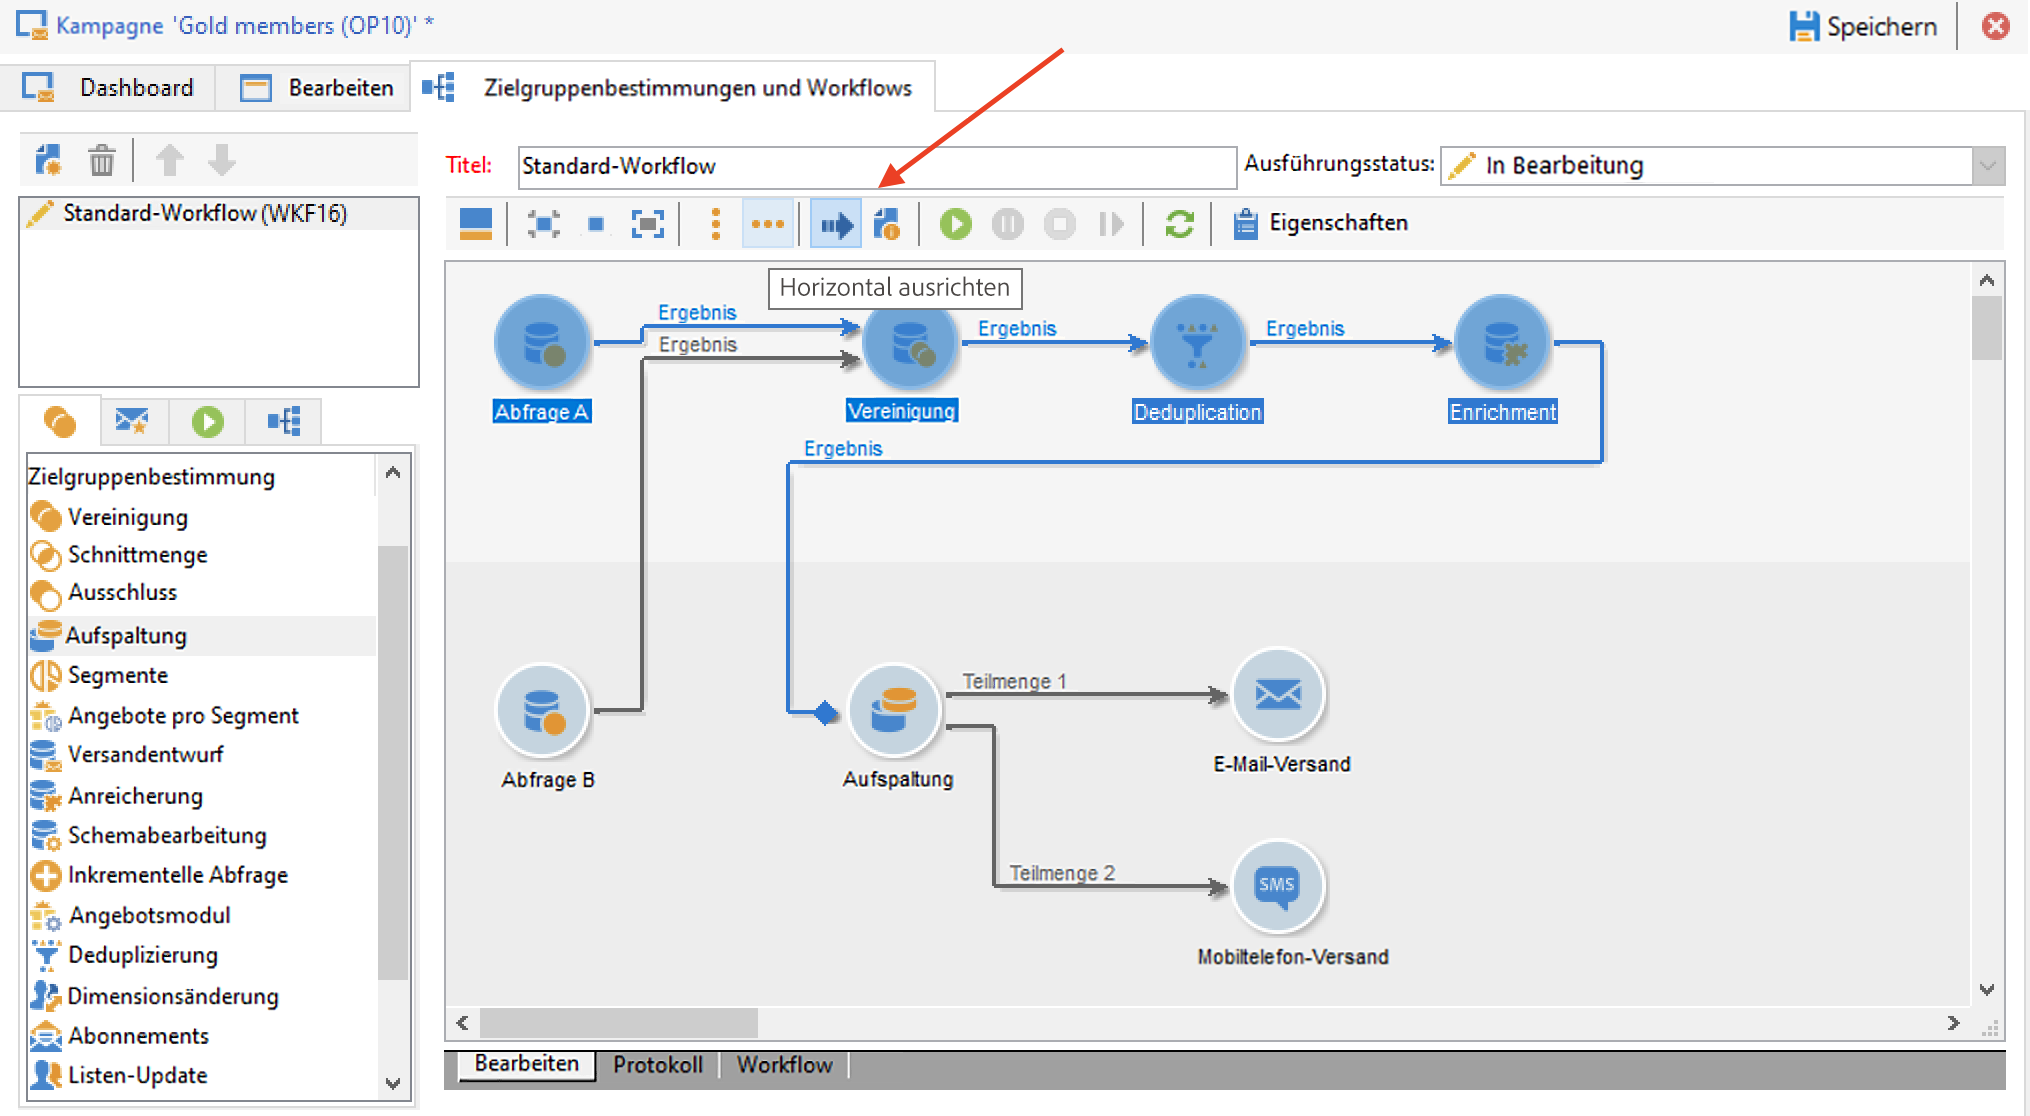 Kampagne 'Gold members (OP10)' *
Speichern
Dashboard
Bearbeiten
Zielgruppenbestimmungen und Workflows
Titel:
Standard-Workflow
Ausführungsstatus:
In Bearbeitung
Standard-Workflow (WKF16)
Eigenschaften
Horizontal ausrichten
Ergebnis
Ergebnis
Ergebnis
Ergebnis
Abfrage A
Vereinigung
Deduplication
Enrichment
Ergebnis
Zielgruppenbestimmung
Vereinigung
Schnittmenge
Ausschluss
Aufspaltung
Segmente
Angebote pro Segment
Versandentwurf
Anreicherung
Schemabearbeitung
Inkrementelle Abfrage
Angebotsmodul
Deduplizierung
Dimensionsänderung
Abonnements
Listen-Update
Teilmenge 1
Abfrage B
Aufspaltung
E-Mail-Versand
Teilmenge 2
SMS
Mobiltelefon-Versand
Bearbeiten
Protokoll
Workflow